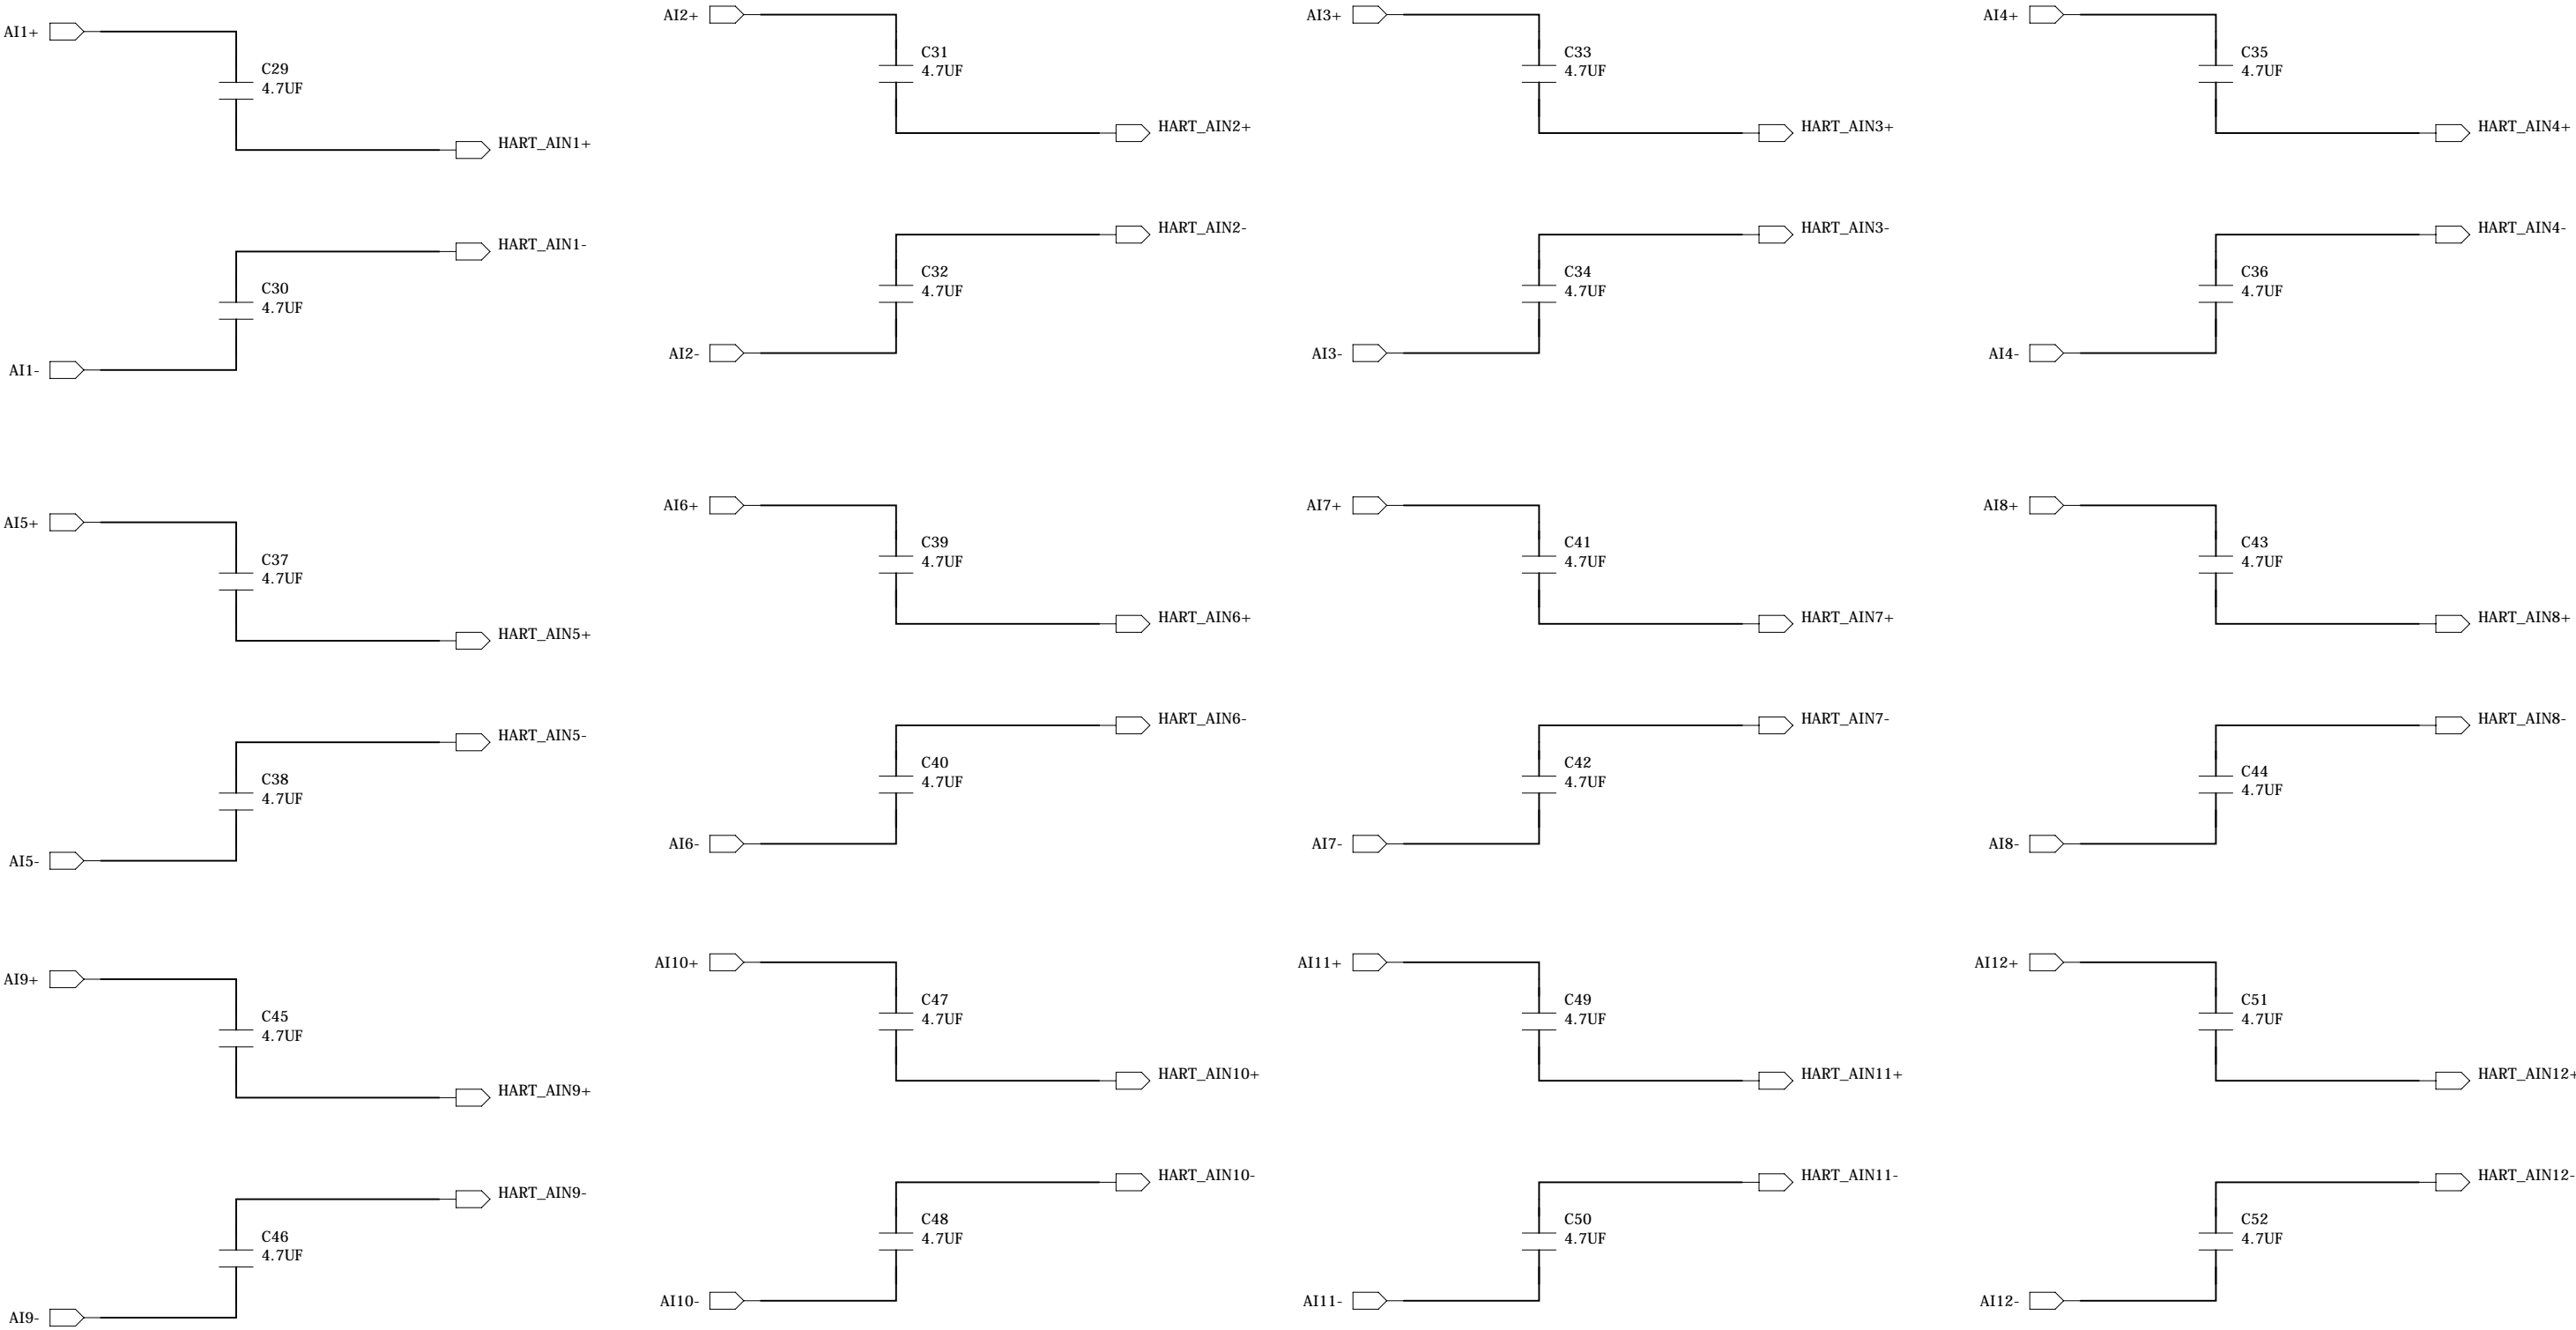 AI1+
C29
4.7UF
HART_AIN1+
AI2+
C31
4.7UF
HART_AIN2+
AI3+
C33
4.7UF
HART_AIN3+
AI4+
C35
4.7UF
HART_AIN4+
HART_AIN1-
C30
4.7UF
AI1-
HART_AIN2-
C32
4.7UF
AI2-
HART_AIN3-
C34
4.7UF
AI3-
HART_AIN4-
C36
4.7UF
AI4-
AI5+
C37
4.7UF
HART_AIN5+
AI6+
C39
4.7UF
HART_AIN6+
AI7+
C41
4.7UF
HART_AIN7+
AI8+
C43
4.7UF
HART_AIN8+
HART_AIN5-
C38
4.7UF
AI5-
HART_AIN6-
C40
4.7UF
AI6-
HART_AIN7-
C42
4.7UF
AI7-
HART_AIN8-
C44
4.7UF
AI8-
AI9+
C45
4.7UF
HART_AIN9+
AI10+
C47
4.7UF
HART_AIN10+
AI11+
C49
4.7UF
HART_AIN11+
AI12+
C51
4.7UF
HART_AIN12+
HART_AIN9-
C46
4.7UF
AI9-
HART_AIN10-
C48
4.7UF
AI10-
HART_AIN11-
C50
4.7UF
AI11-
HART_AIN12-
C52
4.7UF
AI12-